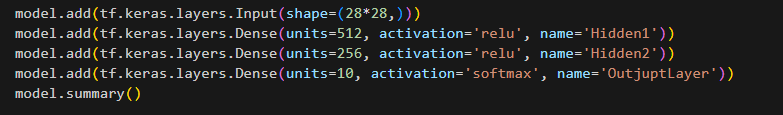 model.add(tf.keras.layers.Input(shape=(28*28,)))
model.add(tf.keras.layers.Dense(units=512, activation='relu', name='Hidden1'))
model.add(tf.keras.layers.Dense(units=256, activation='relu', name='Hidden2'))
model.add(tf.keras.layers.Dense(units=10, activation='softmax', name='OutjuptLayer'))
model.summary()